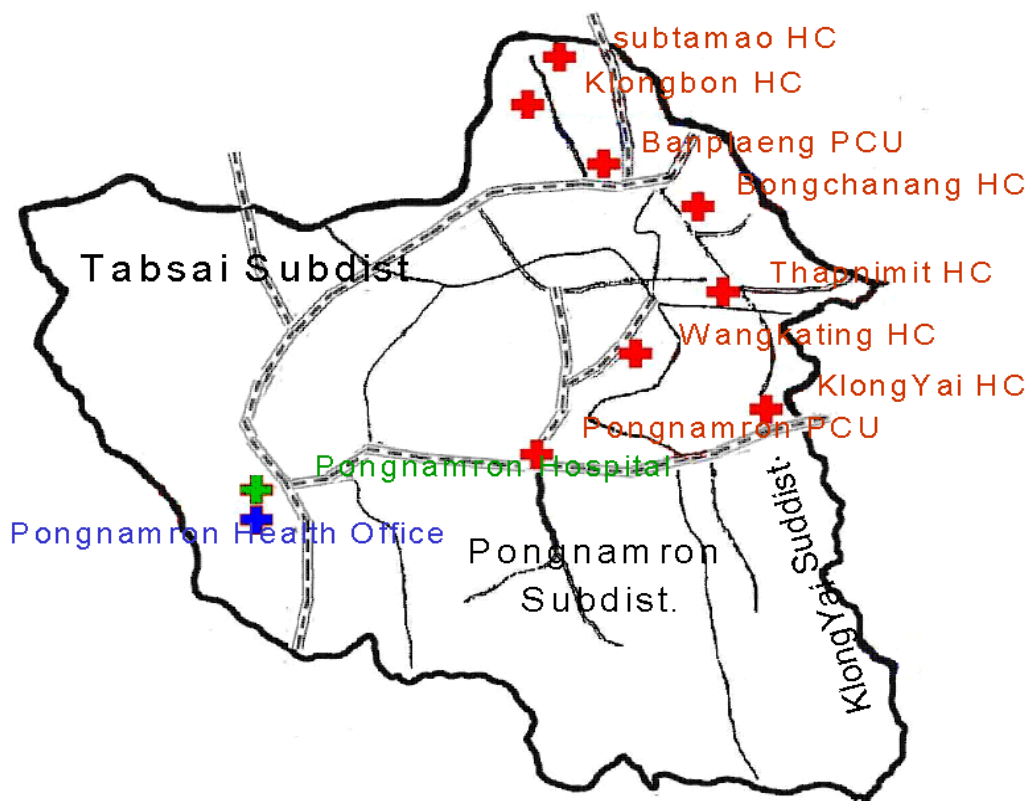 subtamao HC
Klongbon HC
Banplaeng PCU
Bongchanang HC
Tabsai Subdist
Thapnimit HC
Wangkating HC
KlongYai HC
Pongnamron PCU
Pongnamron Hospital
Pongnamron Health Office
Pongnamron
Subdist.
KlongYai Suddist.